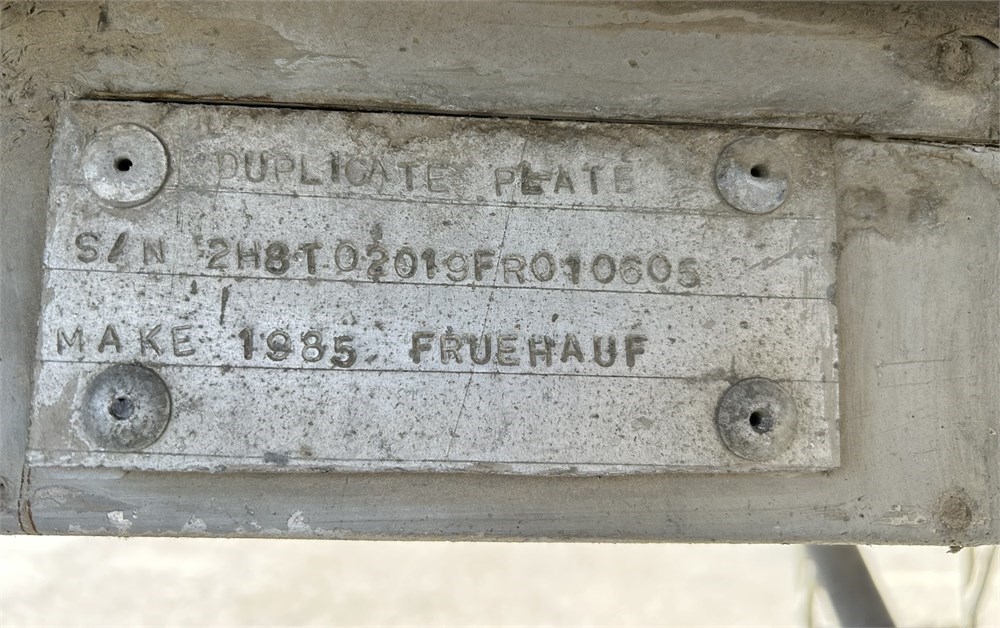 DUPLICATE PLATE
S/N 2H8T02019FR010605
MAKE 1985 FRUEHAUF